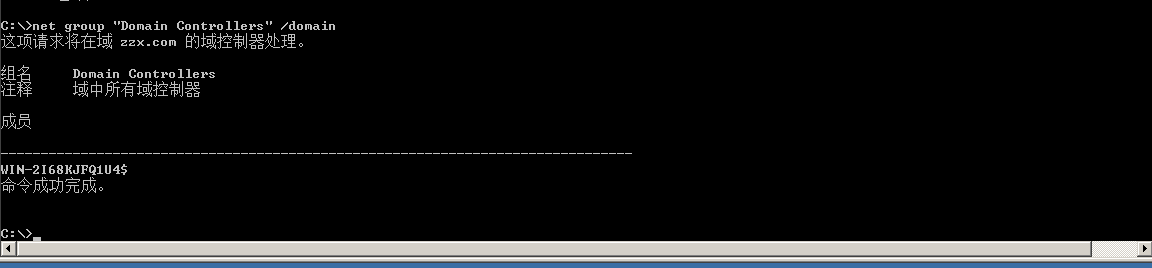 C:\>net group "Domain Controllers" /domain
这项请求将在域 zzx.com 的域控制器处理。
组名     Domain Controllers
注释     域中所有域控制器
成员
-------------------------------------------------------------------------------
WIN-2I68KJFQ1U4$
命令成功完成。
C:\>